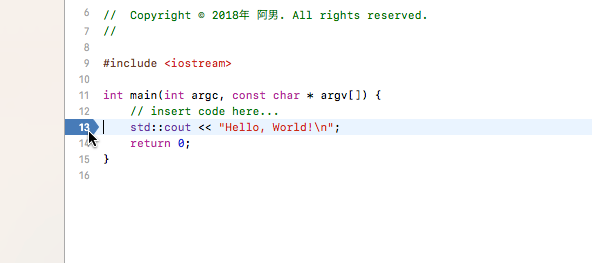 6 //  Copyright © 2018年 阿男. All rights reserved.
7 //
8
9 #include <iostream>
10
11 int main(int argc, const char * argv[]) {
12     // insert code here...
13     std::cout << "Hello, World!\n";
14     return 0;
15 }
16